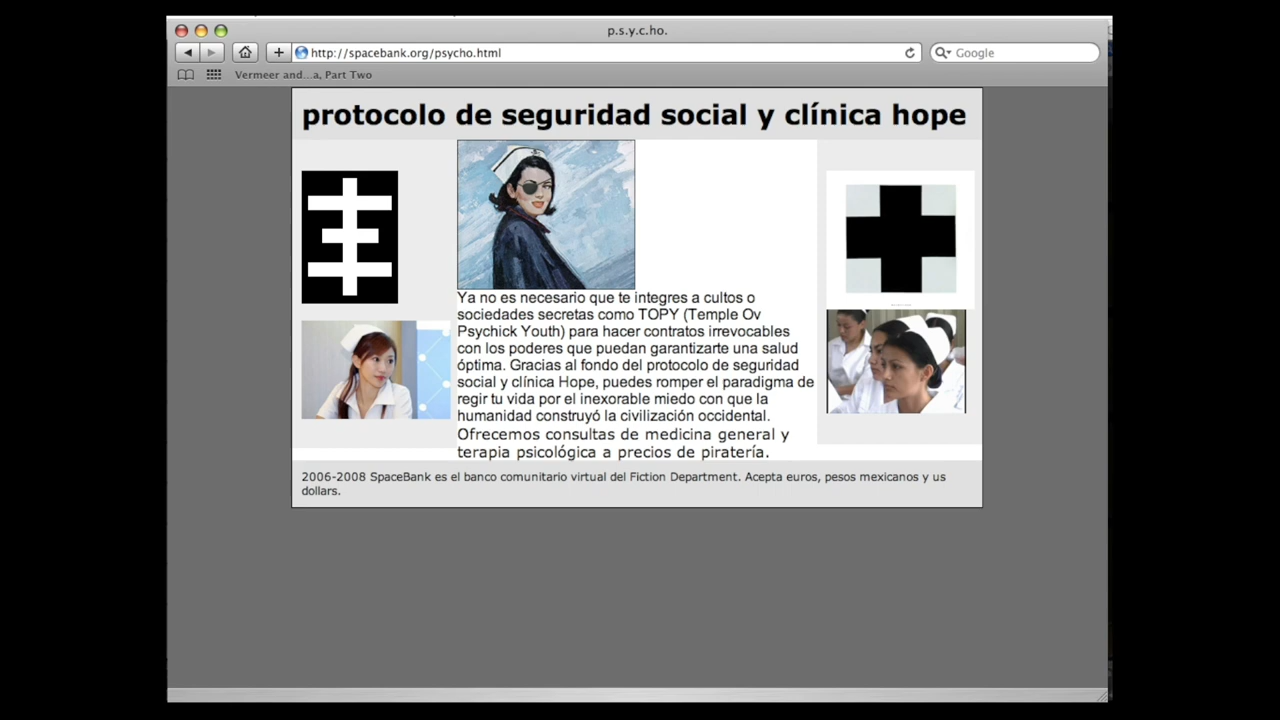 p.s.y.c.ho.
http://spacebank.org/psycho.html
Google
Vermeer and...a, Part Two
protocolo de seguridad social y clínica hope
Ya no es necesario que te integres a cultos o
sociedades secretas como TOPY (Temple Ov
Psychick Youth) para hacer contratos irrevocables
con los poderes que puedan garantizarte una salud
óptima. Gracias al fondo del protocolo de seguridad
social y clínica Hope, puedes romper el paradigma de
regir tu vida por el inexorable miedo con que la
humanidad construyó la civilización occidental.
Ofrecemos consultas de medicina general y
terapia psicológica a precios de piratería.
2006-2008 SpaceBank es el banco comunitario virtual del Fiction Department. Acepta euros, pesos mexicanos y us
dollars.